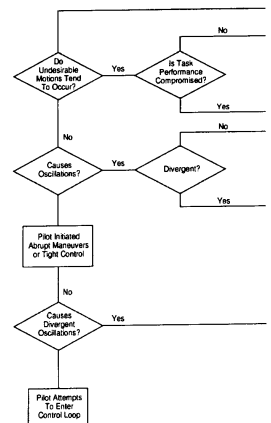 No
Do
Undesirable
Motions Tend
To Occur?
Yes
Is Task
Performance
Compromised?
Yes
No
No
Causes
Oscillations?
Yes
Divergent?
Yes
Pilot Initiated
Abrupt Maneuvers
or Tight Control
No
Causes
Divergent
Oscillations?
Yes
Pilot Attempts
To Enter
Control Loop